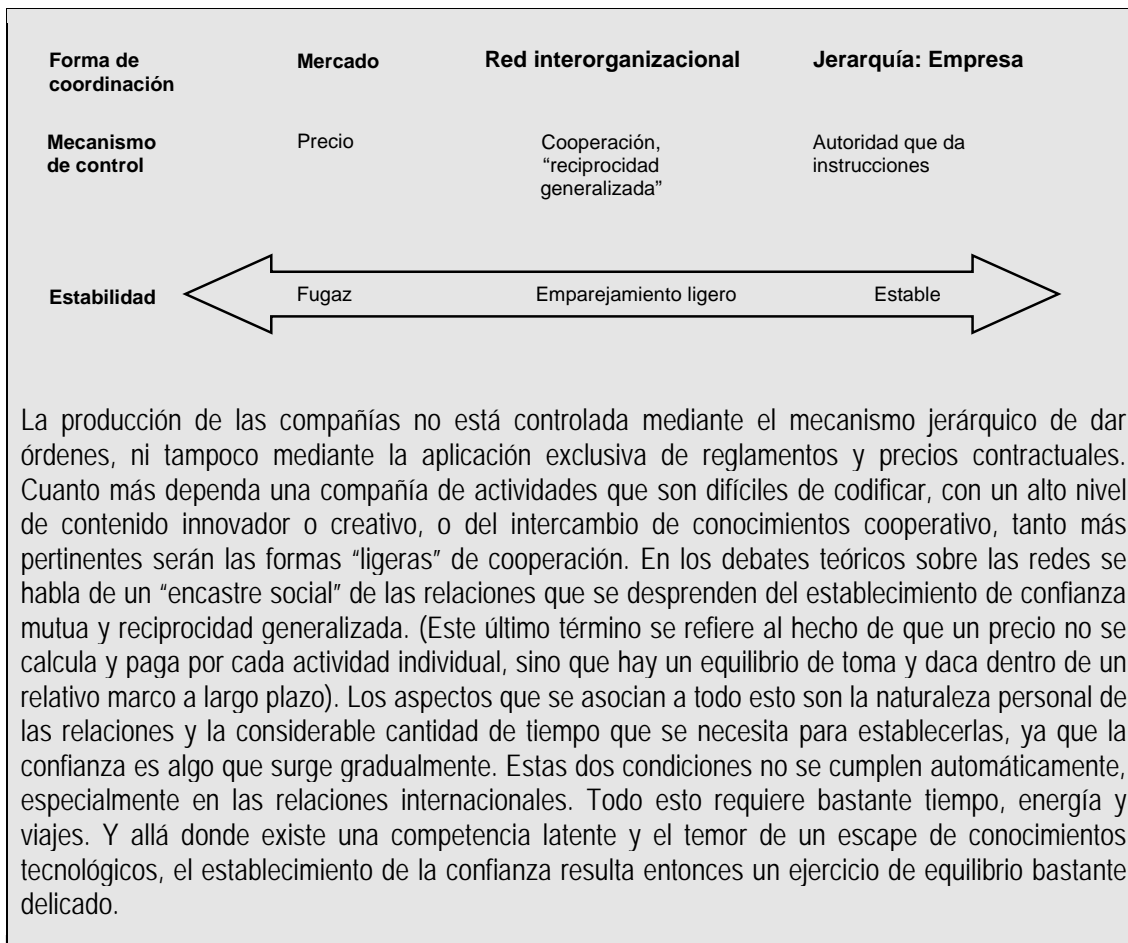 Forma de coordinación Mercado Red interorganizacional Jerarquía: Empresa
Mecanismo de control Precio Cooperación, “reciprocidad generalizada” Autoridad que da instrucciones
Estabilidad Fugaz Emparejamiento ligero Estable
La producción de las compañías no está controlada mediante el mecanismo jerárquico de dar
órdenes, ni tampoco mediante la aplicación exclusiva de reglamentos y precios contractuales.
Cuanto más dependa una compañía de actividades que son difíciles de codificar, con un alto nivel
de contenido innovador o creativo, o del intercambio de conocimientos cooperativo, tanto más
pertinentes serán las formas “ligeras” de cooperación. En los debates teóricos sobre las redes se
habla de un “encastre social” de las relaciones que se desprenden del establecimiento de confianza
mutua y reciprocidad generalizada. (Este último término se refiere al hecho de que un precio no se
calcula y paga por cada actividad individual, sino que hay un equilibrio de toma y daca dentro de un
relativo marco a largo plazo). Los aspectos que se asocian a todo esto son la naturaleza personal de
las relaciones y la considerable cantidad de tiempo que se necesita para establecerlas, ya que la
confianza es algo que surge gradualmente. Estas dos condiciones no se cumplen automáticamente,
especialmente en las relaciones internacionales. Todo esto requiere bastante tiempo, energía y
viajes. Y allá donde existe una competencia latente y el temor de un escape de conocimientos
tecnológicos, el establecimiento de la confianza resulta entonces un ejercicio de equilibrio bastante
delicado.